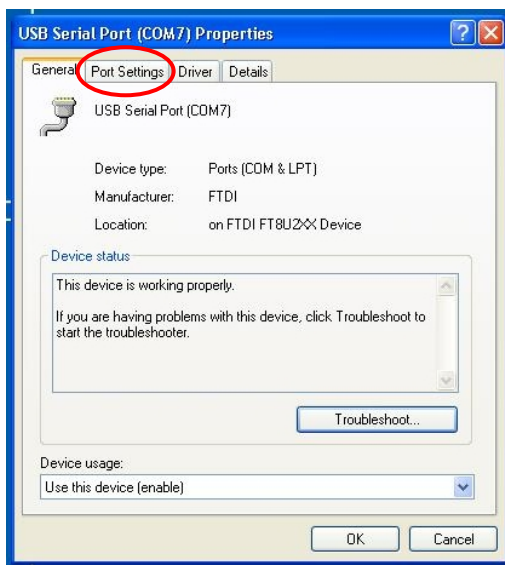 USB Serial Port (COM7) Properties
General Port Settings Driver Details
USB Serial Port (COM7)
Device type: Ports (COM & LPT)
Manufacturer: FTDI
Location: on FTDI FT8U2XX Device
Device status
This device is working properly.
If you are having problems with this device, click Troubleshoot to
start the troubleshooter.
Troubleshoot...
Device usage:
Use this device (enable)
OK Cancel